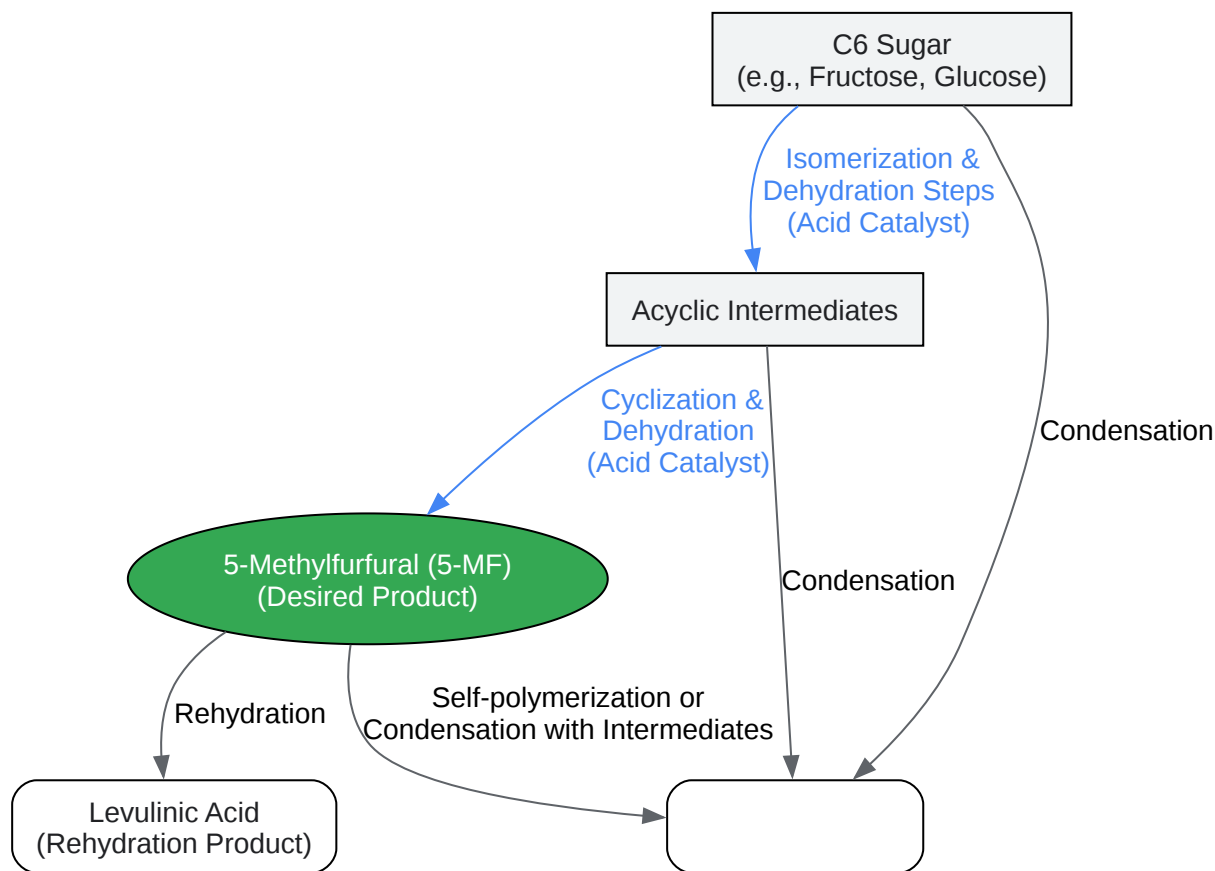 C6 Sugar
(e.g., Fructose, Glucose)
Isomerization &
Dehydration Steps
(Acid Catalyst)
Acyclic Intermediates
Cyclization &
Dehydration
(Acid Catalyst)
Condensation
5-Methylfurfural (5-MF)
(Desired Product)
Condensation
Rehydration
Self-polymerization or
Condensation with Intermediates
Levulinic Acid
(Rehydration Product)